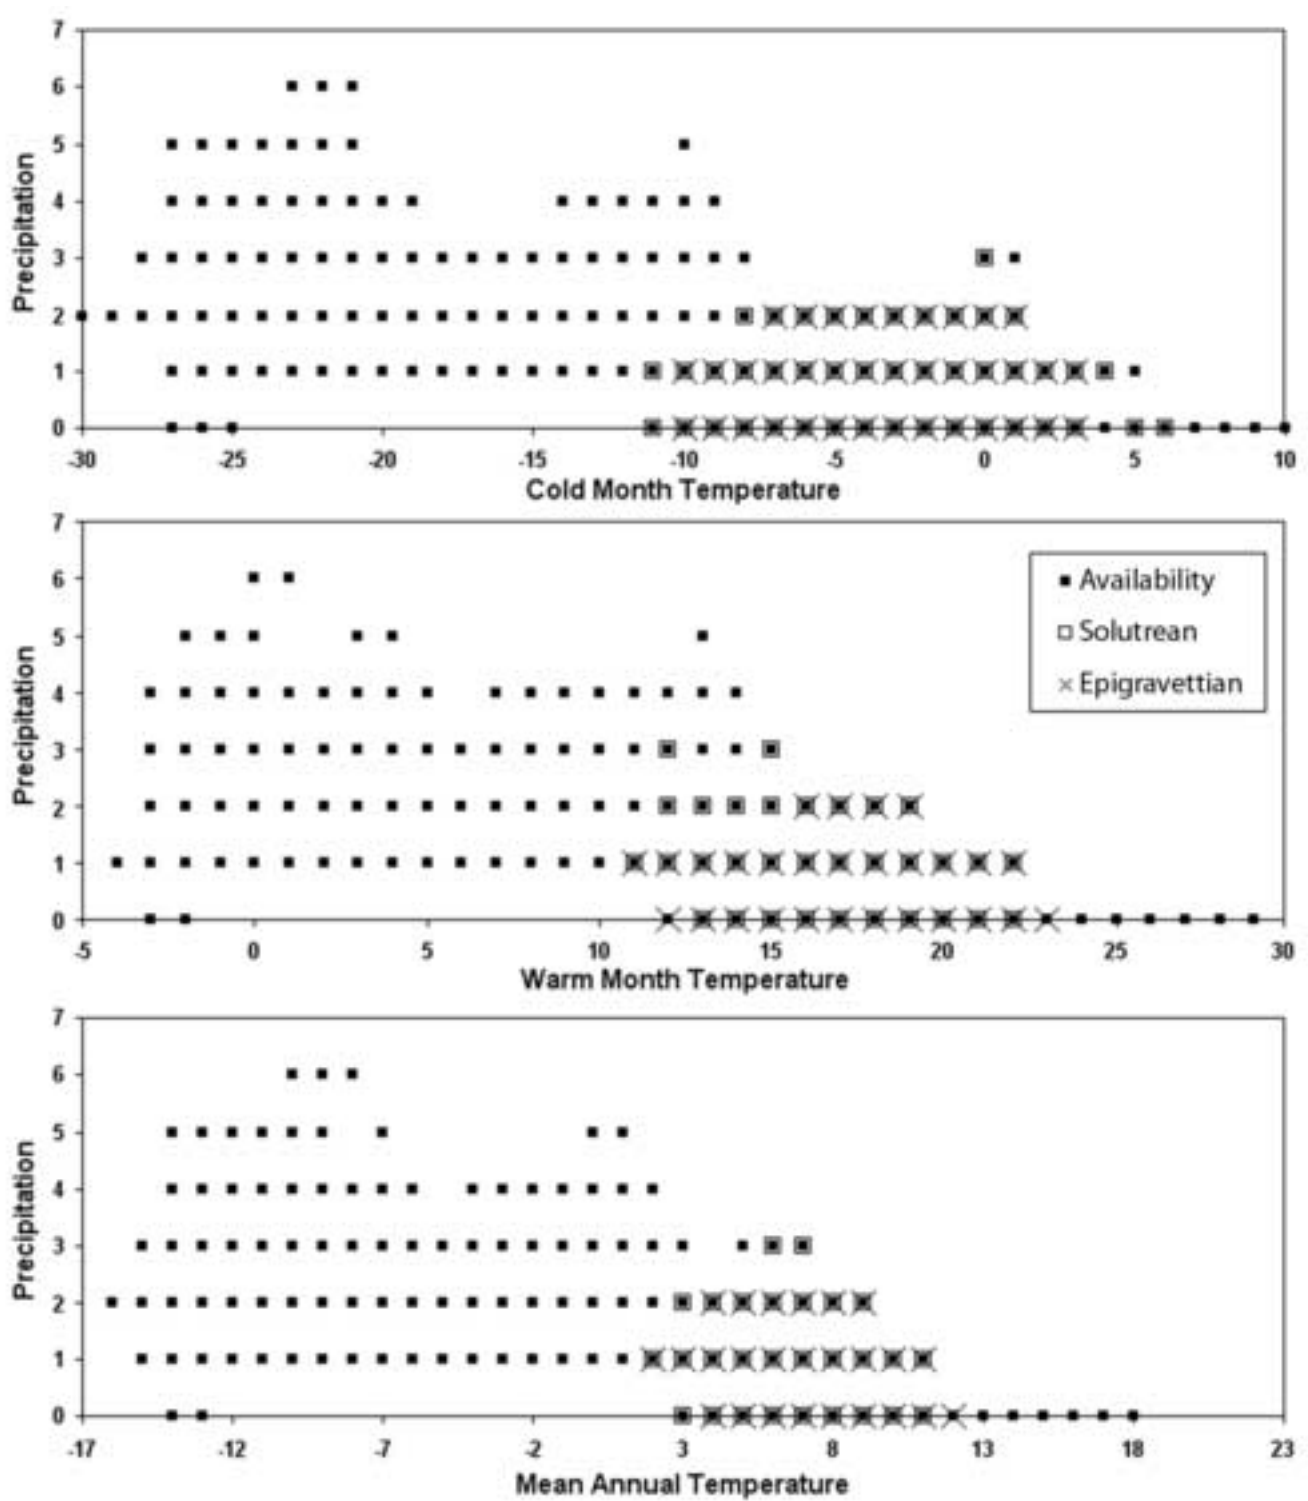 7
6
5
4
3
2
1
0
Precipitation
-30 -25 -20 -15 -10 -5 0 5 10
Cold Month Temperature
7
6
5
4
3
2
1
0
Precipitation
Availability
Solutrean
Epigravettian
-5 0 5 10 15 20 25 30
Warm Month Temperature
7
6
5
4
3
2
1
0
Precipitation
-17 -12 -7 -2 3 8 13 18 23
Mean Annual Temperature